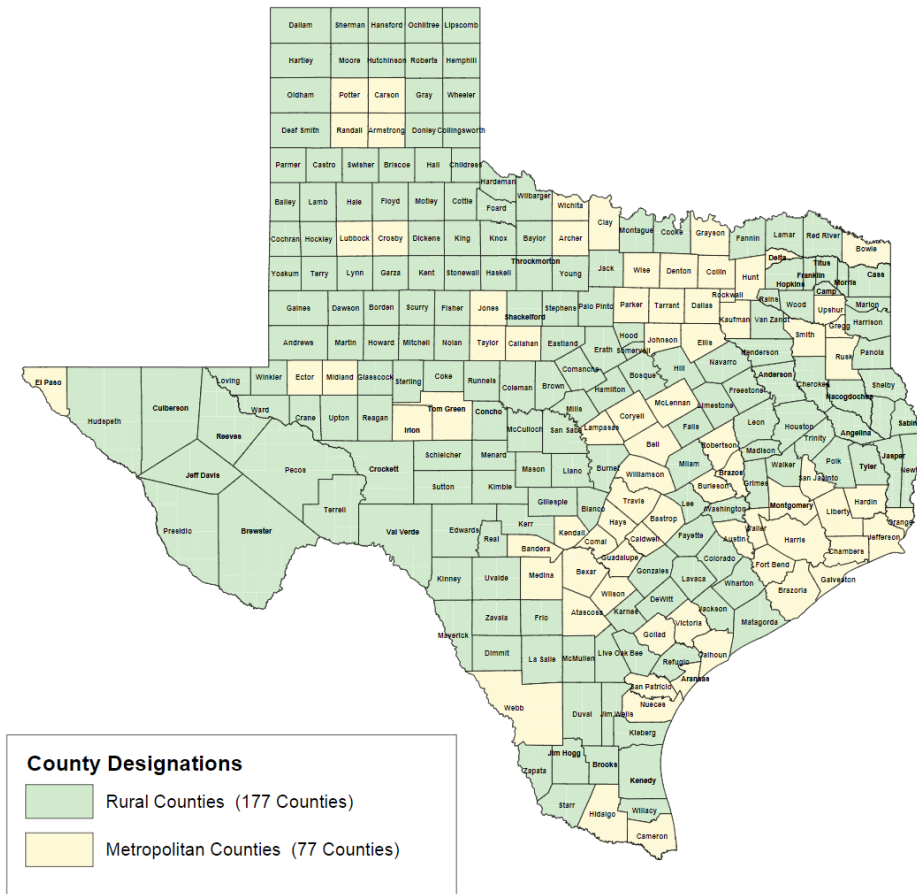 Dallam Sherman Hansford Ochiltree Lipscomb
Hartley Moore Hutchinson Roberts Hemphill
Oldham Potter Carson Gray Wheeler
Deaf Smith Randall Armstrong Donley Collingsworth
Parmer Castro Swisher Briscoe Hall Childress
Hardeman
Bailey Lamb Hale Floyd Motley Cottle Foard Wilbarger Wichita Clay
Cochran Hockley Lubbock Crosby Dickens King Knox Baylor Archer Montague Cooke Grayson Fannin Lamar Red River Bowie
Yoakum Terry Lynn Garza Kent Stonewall Haskell Throckmorton Young Jack Wise Denton Collin Hunt Delta Hopkins Franklin Titus Morris Cass
Gaines Dawson Borden Scurry Fisher Jones Shackelford Stephens Palo Pinto Parker Tarrant Dallas Rockwall Kaufman Rains Wood Camp Upshur Marion
Andrews Martin Howard Mitchell Nolan Taylor Callahan Eastland Erath Hood Somervell Johnson Ellis Van Zandt Smith Gregg Harrison
El Paso Hudspeth Culberson Reeves Loving Winkler Ector Midland Glasscock Sterling Coke Runnels Coleman Brown Comanche Hamilton Bosque Hill Navarro Henderson Anderson Cherokee Rusk Panola
Ward Crane Upton Reagan Irion Tom Green Concho McCulloch San Saba Mills Lampasas Coryell McLennan Limestone Freestone Leon Houston Nacogdoches Shelby
Jeff Davis Pecos Crockett Schleicher Menard Mason Llano Burnet Bell Falls Robertson Madison Trinity Angelina Sabin
Presidio Brewster Terrell Val Verde Sutton Kimble Gillespie Blanco Williamson Milam Brazos Burleson Grimes Walker San Jacinto Polk Tyler Jasper Newt
Edwards Real Kerr Kendall Comal Hays Travis Bastrop Lee Washington Waller Montgomery Liberty Hardin Orange
Kinney Uvalde Bandera Medina Bexar Guadalupe Caldwell Fayette Austin Harris Chambers Jefferson
Maverick Zavala Frio Atascosa Wilson Gonzales Lavaca Colorado Fort Bend Galveston
Dimmit La Salle McMullen Live Oak Bee Karnes DeWitt Jackson Wharton Brazoria Matagorda
Webb Duval Jim Wells Goliad Victoria Refugio Calhoun Aransas
San Patricio
Nueces
Kleberg
Zapata Jim Hogg Brooks Kenedy
Starr Hidalgo Willacy
Cameron
County Designations
Rural Counties (177 Counties)
Metropolitan Counties (77 Counties)